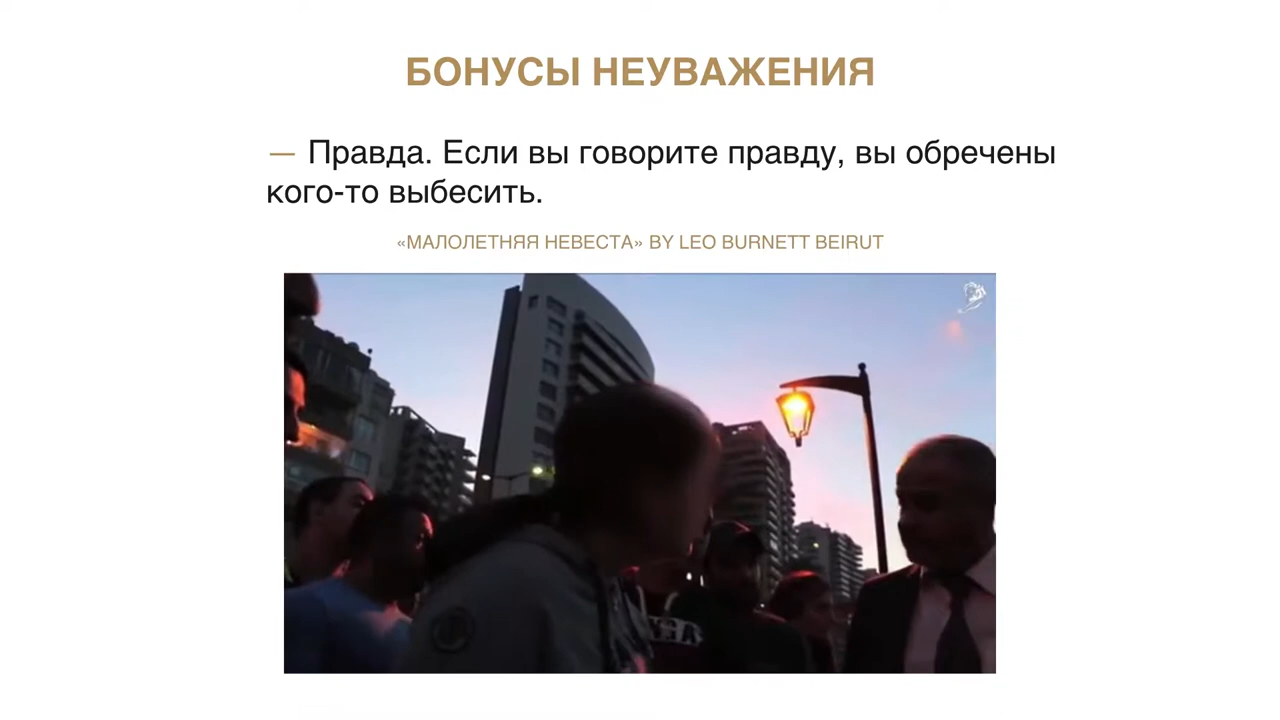 БОНУСЫ НЕУВАЖЕНИЯ
— Правда. Если вы говорите правду, вы обречены
кого-то выбесить.
«МАЛОЛЕТНЯЯ НЕВЕСТА» BY LEO BURNETT BEIRUT